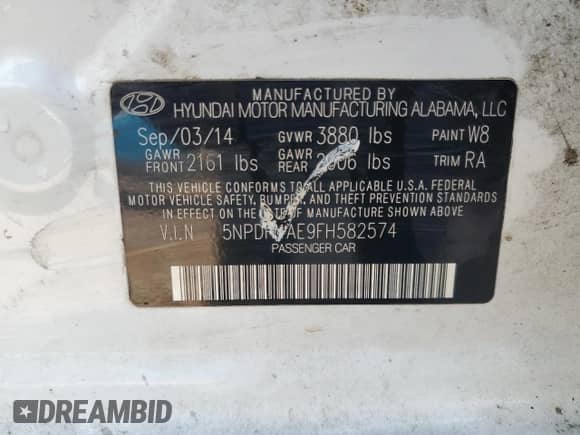 MANUFACTURED BY
HYUNDAI MOTOR MANUFACTURING ALABAMA, LLC
Sep/03/14 GVWR 3880 lbs PAINT W8
GAWR FRONT 2161 lbs GAWR REAR lbs TRIM RA
THIS VEHICLE CONFORMS TO ALL APPLICABLE U.S.A. FEDERAL
MOTOR VEHICLE SAFETY, BUMPER, AND THEFT PREVENTION STANDARDS
IN EFFECT ON THE DATE OF MANUFACTURE SHOWN ABOVE.
V.I.N
PASSENGER CAR
DREAMBID